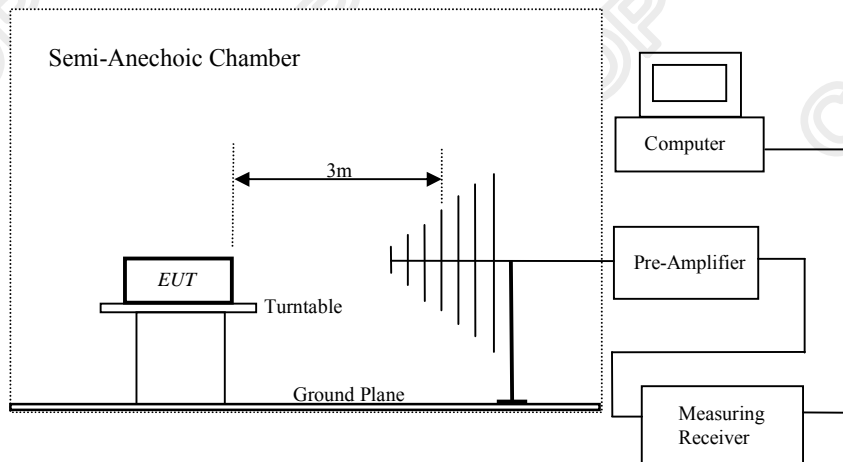 Semi-Anechoic Chamber
3m
EUT
Turntable
Ground Plane
Computer
Pre-Amplifier
Measuring
Receiver